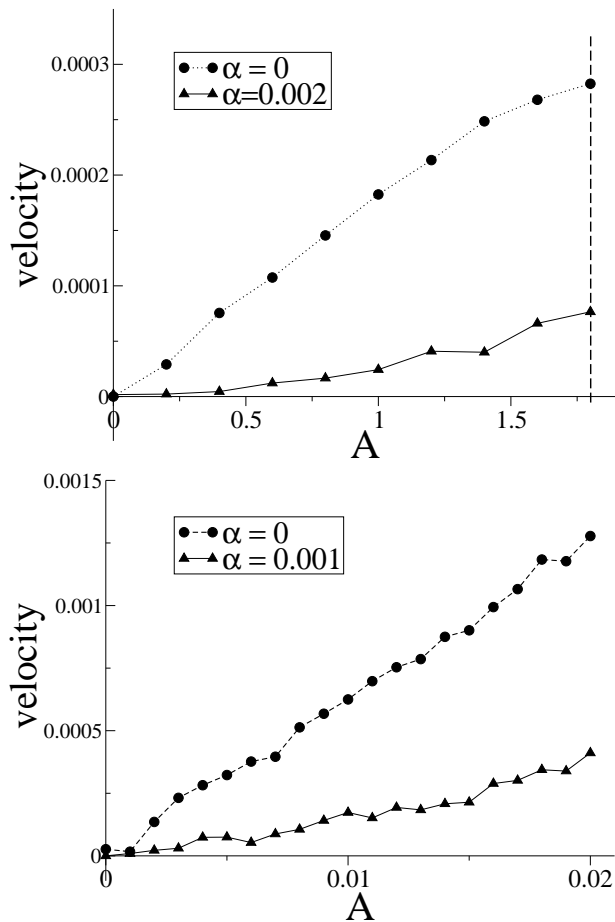 0.0003
α = 0
α=0.002
0.0002
velocity
0.0001
0
0 0.5 1 1.5
A
0.0015
α = 0
α = 0.001
0.001
velocity
0.0005
0
0 0.01 0.02
A